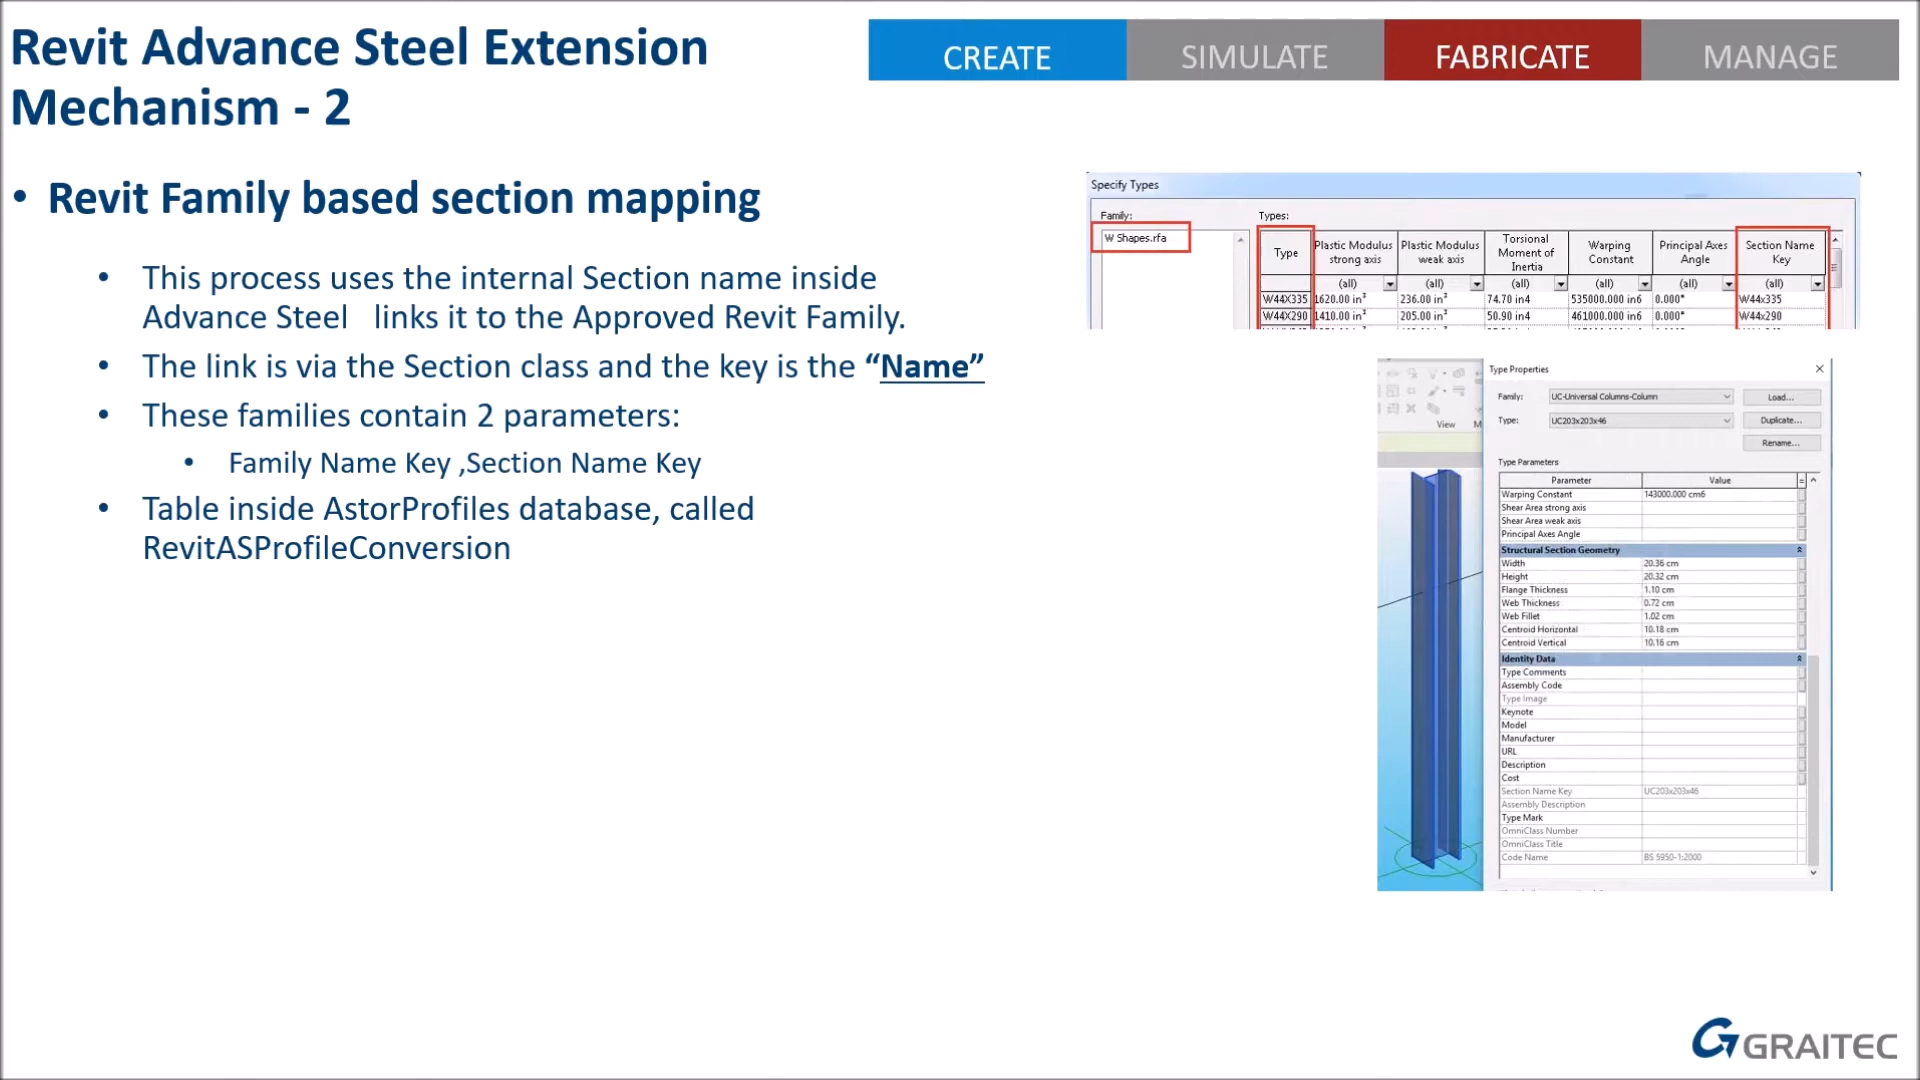 Revit Advance Steel Extension
Mechanism - 2
CREATE
SIMULATE
FABRICATE
MANAGE
• Revit Family based section mapping
• This process uses the internal Section name inside
Advance Steel links it to the Approved Revit Family.
• The link is via the Section class and the key is the “Name”
• These families contain 2 parameters:
• Family Name Key ,Section Name Key
• Table inside AstorProfiles database, called
RevitASProfileConversion
Specify Types
Family:
Types:
W Shapes.rfa
Type
Plastic Modulus
strong axis
Plastic Modulus
weak axis
Torsional
Moment of
Inertia
Warping
Constant
Principal Axes
Angle
Section Name
Key
(all) (all) (all) (all) (all) (all)
W44X335 1620.00 in³ 236.00 in³ 74.70 in4 535000.000 in6 0.000° W44x335
W44X290 1410.00 in³ 205.00 in³ 50.90 in4 461000.000 in6 0.000° W44x290
View
Type Properties
Family: UC-Universal Columns-Column Load...
Type: UC203x203x46 Duplicate...
Rename...
Type Parameters
Parameter Value =
Warping Constant 143000.000 cm6
Shear Area strong axis
Shear Area weak axis
Principal Axes Angle
Structural Section Geometry
Width 20.36 cm
Height 20.32 cm
Flange Thickness 1.10 cm
Web Thickness 0.72 cm
Web Fillet 1.02 cm
Centroid Horizontal 10.18 cm
Centroid Vertical 10.16 cm
Identity Data
Type Comments
Assembly Code
Type Image
Keynote
Model
Manufacturer
URL
Description
Cost
Section Name Key UC203x203x46
Assembly Description
Type Mark
OmniClass Number
OmniClass Title
Code Name BS 5950-1:2000
GRAITEC